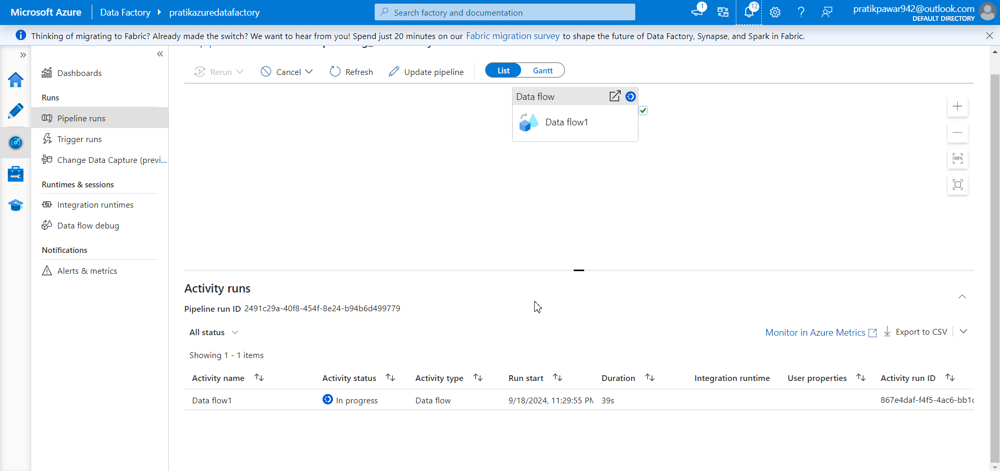 Microsoft Azure
Data Factory
pratikazuredatafactory
Search factory and documentation
1
12
pratikpawar942@outlook.com
DEFAULT DIRECTORY
Thinking of migrating to Fabric? Already made the switch? We want to hear from you! Spend just 20 minutes on our Fabric migration survey to shape the future of Data Factory, Synapse, and Spark in Fabric.
Dashboards
Runs
Pipeline runs
Trigger runs
Change Data Capture (previ...
Runtimes & sessions
Integration runtimes
Data flow debug
Notifications
Alerts & metrics
Rerun
Cancel
Refresh
Update pipeline
List
Gantt
Data flow
Data flow1
100%
Activity runs
Pipeline run ID 2491c29a-40f8-454f-8e24-b94b6d499779
All status
Monitor in Azure Metrics
Export to CSV
Showing 1 - 1 items
Activity name Activity status Activity type Run start Duration Integration runtime User properties Activity run ID
Data flow1 In progress Data flow 9/18/2024, 11:29:55 PM 39s 867e4daf-f4f5-4ac6-bb1c